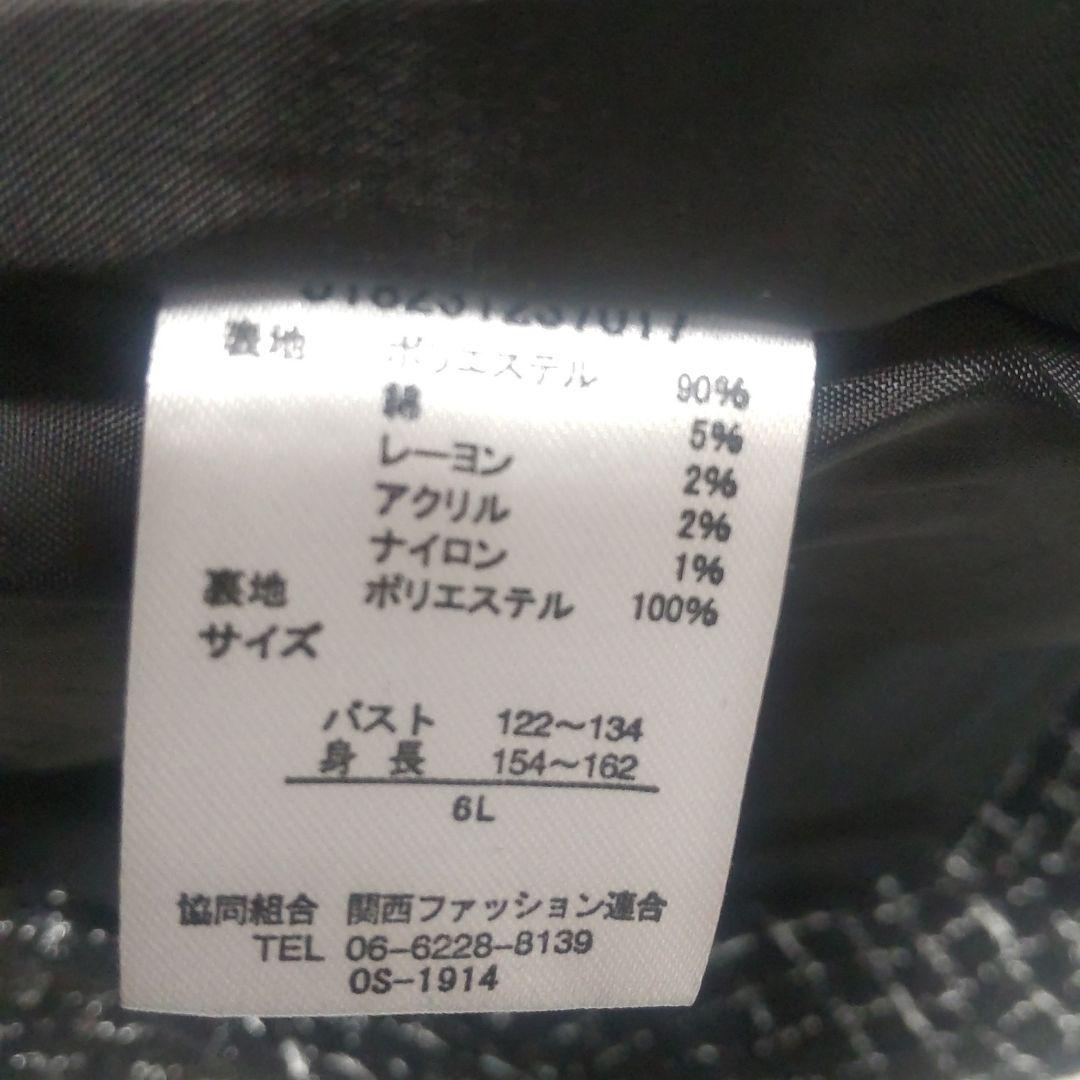 表地 ポリエステル 90%
綿 5%
レーヨン 2%
アクリル 2%
ナイロン 1%
裏地 ポリエステル 100%
サイズ
バスト 122~134
身長 154~162
6L
協同組合 関西ファッション連合
TEL 06-6228-8139
OS-1914